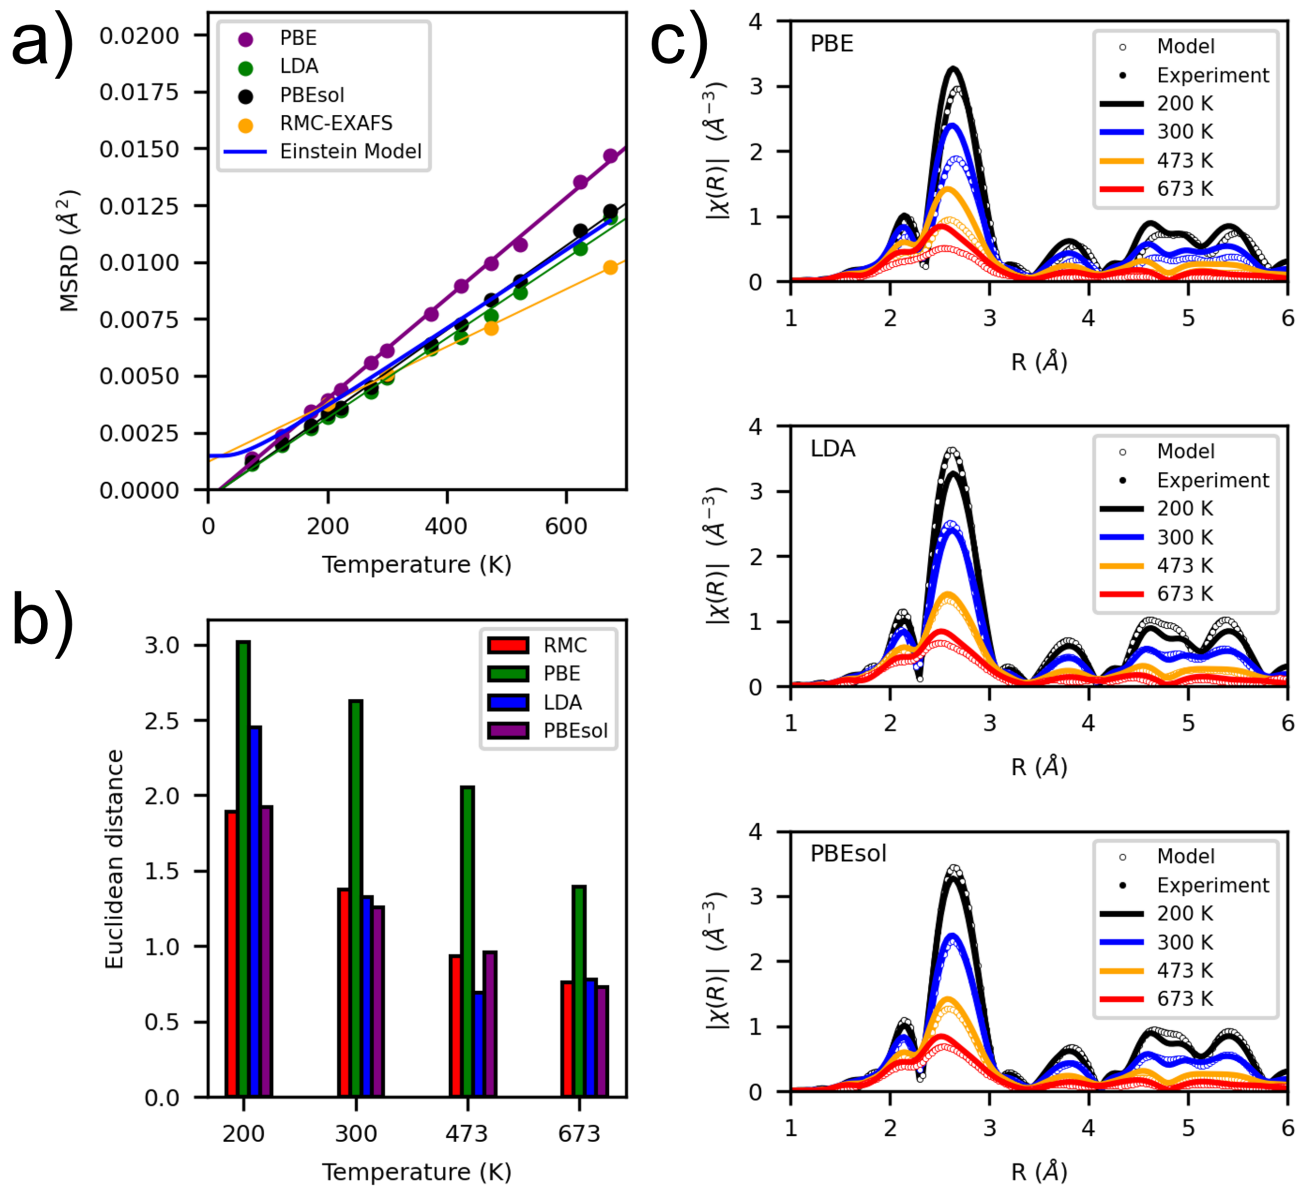 a)
0.0200
0.0175
0.0150
0.0125
0.0100
0.0075
0.0050
0.0025
0.0000
MSRD (Å²)
PBE
LDA
PBEsol
RMC-EXAFS
Einstein Model
0 200 400 600
Temperature (K)
b)
3.0
2.5
2.0
1.5
1.0
0.5
0.0
Euclidean distance
RMC
PBE
LDA
PBEsol
200 300 473 673
Temperature (K)
c)
4
3
2
1
0
|χ(R)| (Å⁻³)
PBE
Model
Experiment
200 K
300 K
473 K
673 K
1 2 3 4 5 6
R (Å)
4
3
2
1
0
|χ(R)| (Å⁻³)
LDA
Model
Experiment
200 K
300 K
473 K
673 K
1 2 3 4 5 6
R (Å)
4
3
2
1
0
|χ(R)| (Å⁻³)
PBEsol
Model
Experiment
200 K
300 K
473 K
673 K
1 2 3 4 5 6
R (Å)